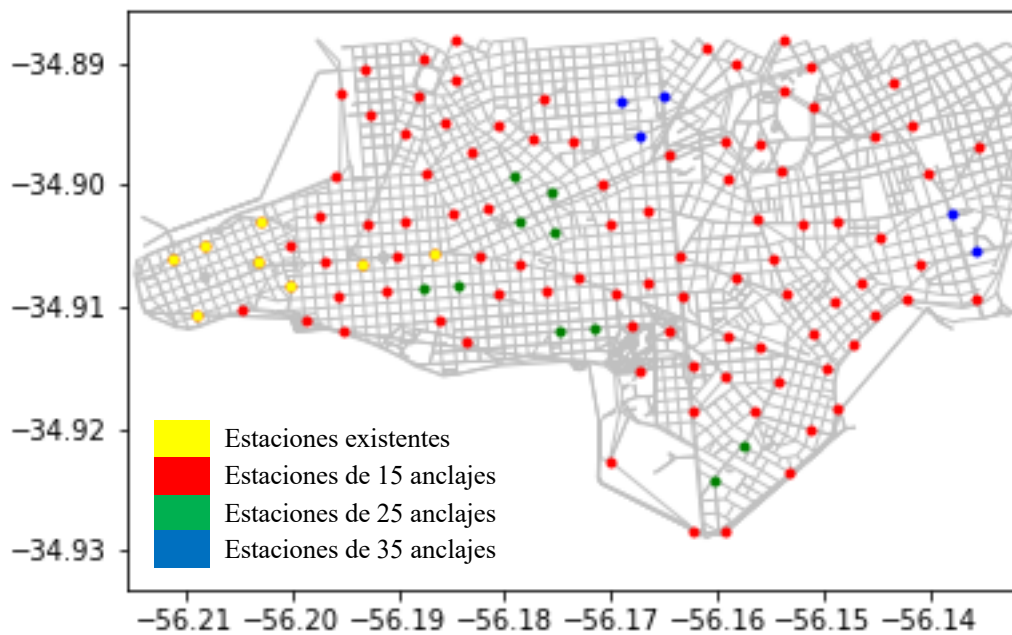 −34.89
−34.90
−34.91
−34.92
−34.93
Estaciones existentes
Estaciones de 15 anclajes
Estaciones de 25 anclajes
Estaciones de 35 anclajes
−56.21 −56.20 −56.19 −56.18 −56.17 −56.16 −56.15 −56.14